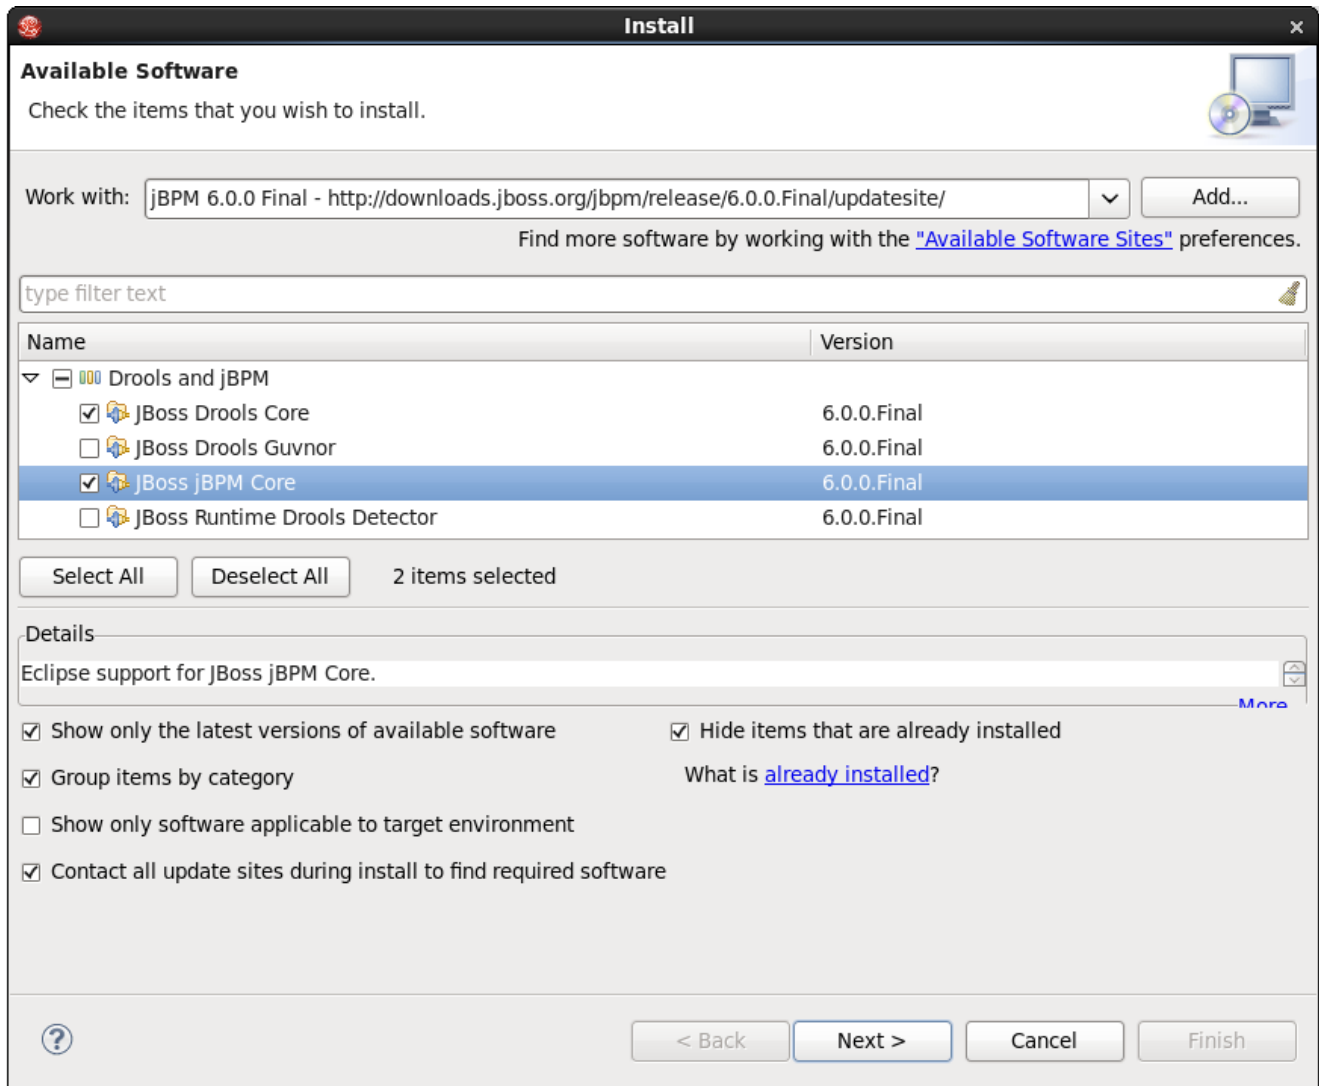 Install
Available Software
Check the items that you wish to install.
Work with: jBPM 6.0.0 Final - http://downloads.jboss.org/jbpm/release/6.0.0.Final/updatesite/ Add...
Find more software by working with the "Available Software Sites" preferences.
type filter text
Name Version
Drools and jBPM
JBoss Drools Core 6.0.0.Final
JBoss Drools Guvnor 6.0.0.Final
JBoss jBPM Core 6.0.0.Final
JBoss Runtime Drools Detector 6.0.0.Final
Select All Deselect All 2 items selected
Details
Eclipse support for JBoss jBPM Core.
More
Show only the latest versions of available software Hide items that are already installed
Group items by category What is already installed?
Show only software applicable to target environment
Contact all update sites during install to find required software
? < Back Next > Cancel Finish